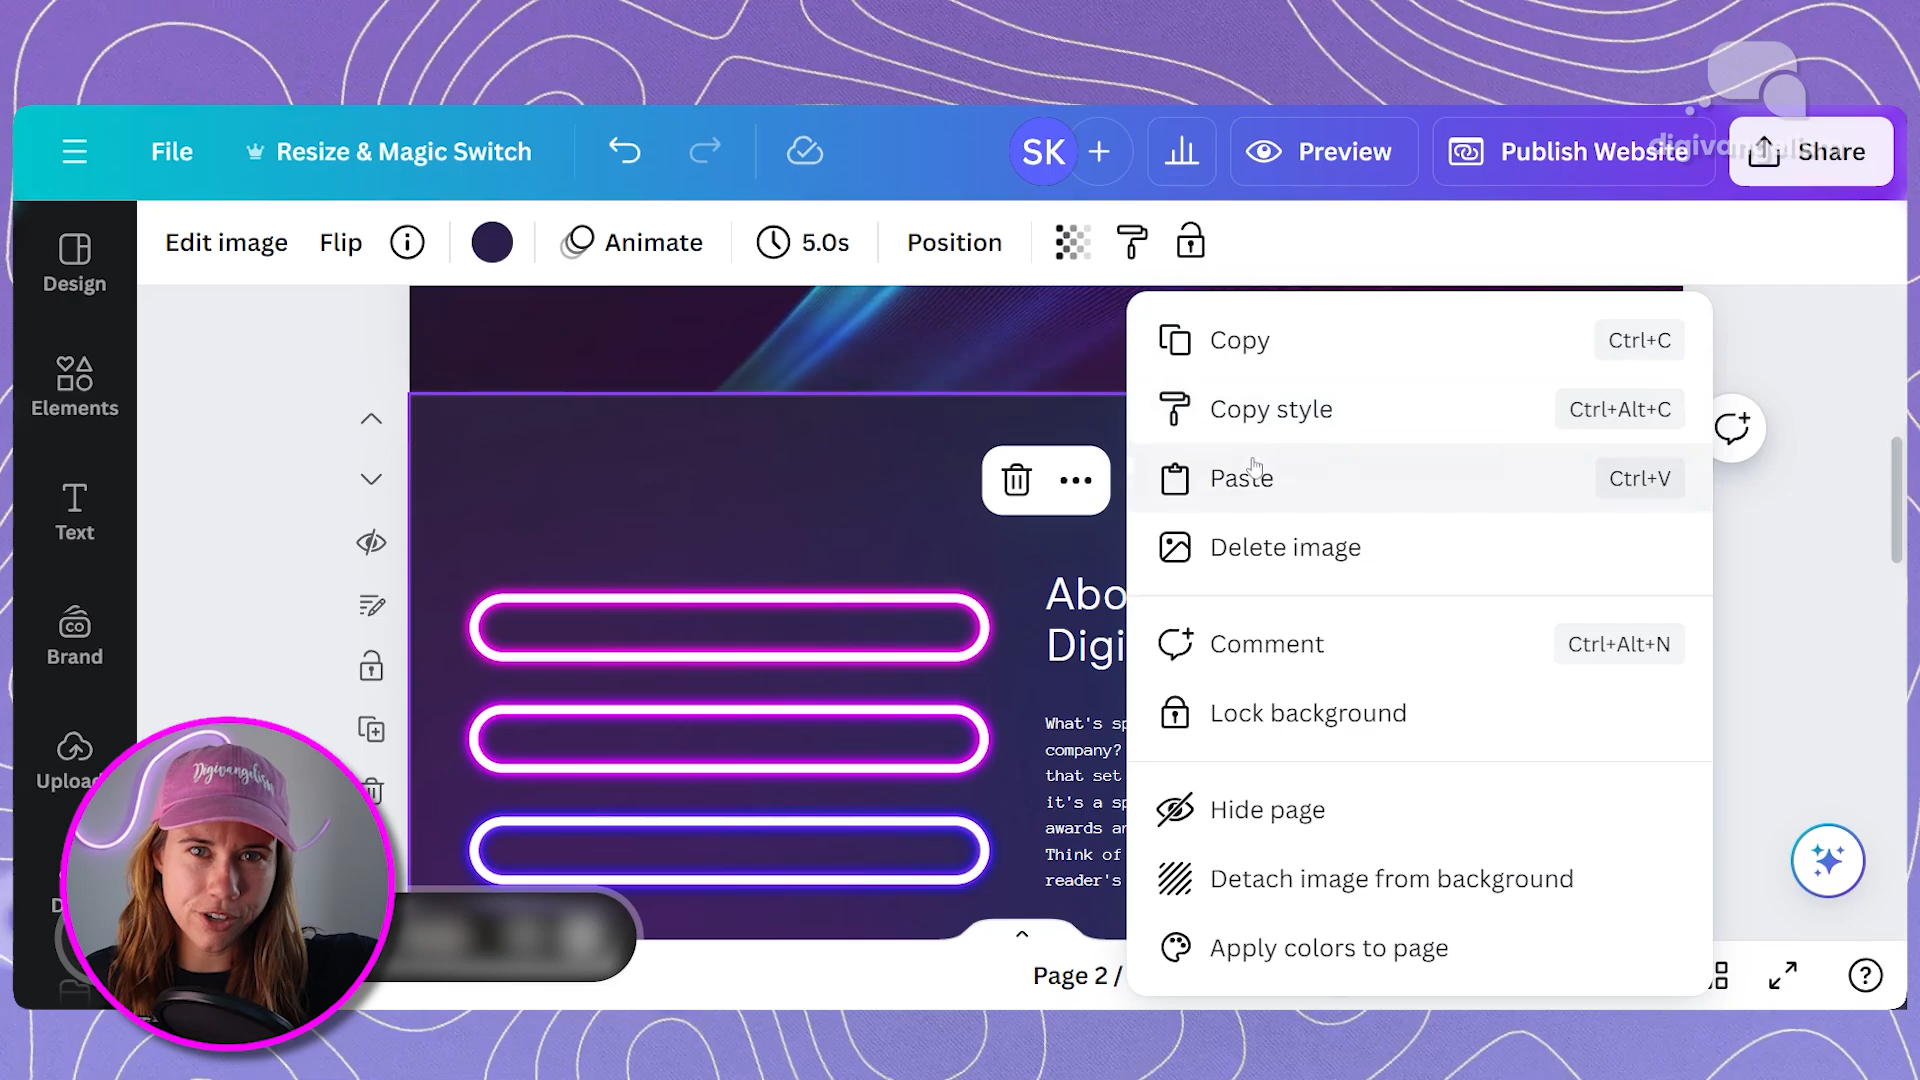 File
Resize & Magic Switch
SK
Preview
Publish Website
Share
Edit image
Flip
Animate
5.0s
Position
Design
Elements
Text
Brand
Copy Ctrl+C
Copy style Ctrl+Alt+C
Paste Ctrl+V
Delete image
Comment Ctrl+Alt+N
Lock background
Hide page
Detach image from background
Apply colors to page
Abo
Digi
What's sp
company?
that set
it's a sp
awards an
Think of
reader's
Page 2 /
Digivangelism
CO